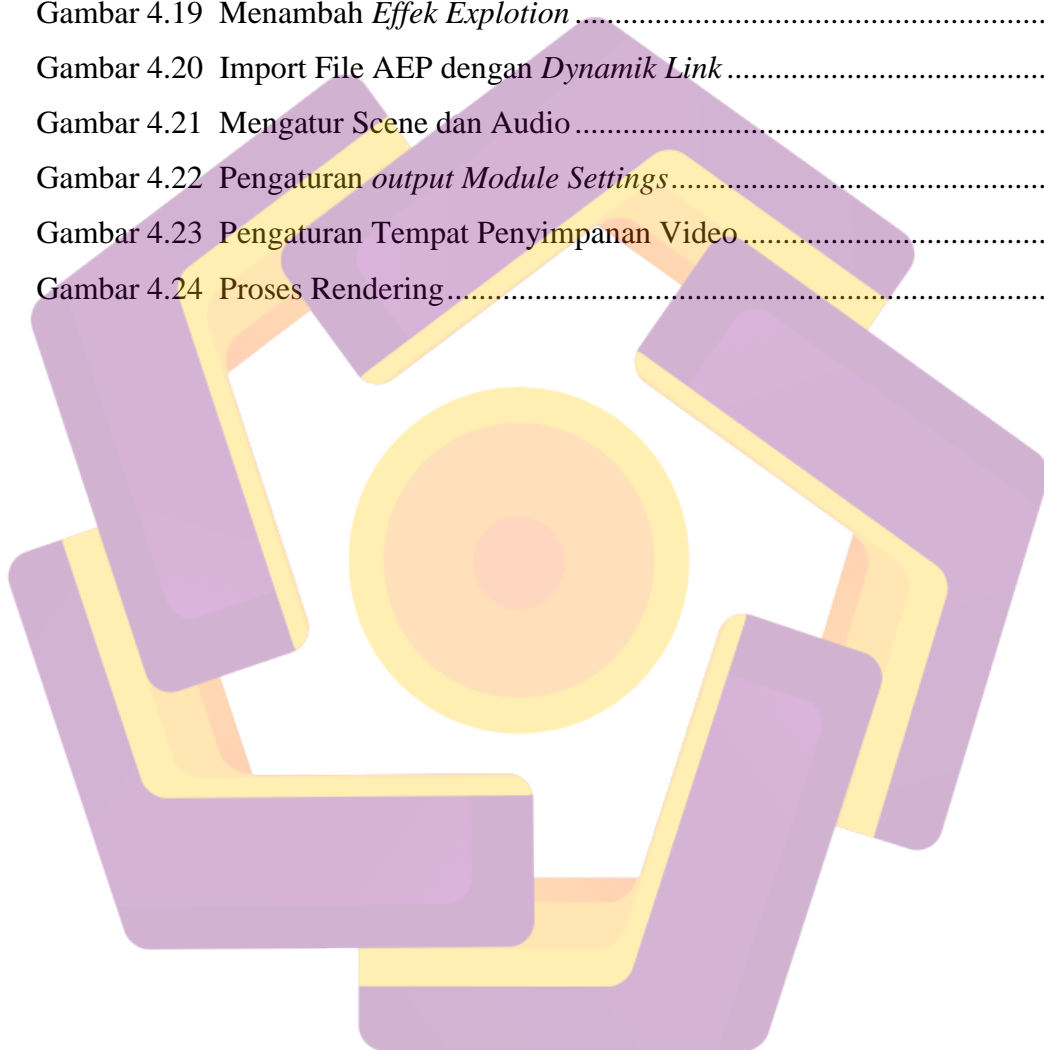 Gambar 4.19 Menambah Effek Explotion................................................................
Gambar 4.20 Import File AEP dengan Dynamik Link............................................
Gambar 4.21 Mengatur Scene dan Audio................................................................
Gambar 4.22 Pengaturan output Module Settings....................................................
Gambar 4.23 Pengaturan Tempat Penyimpanan Video...........................................
Gambar 4.24 Proses Rendering................................................................................